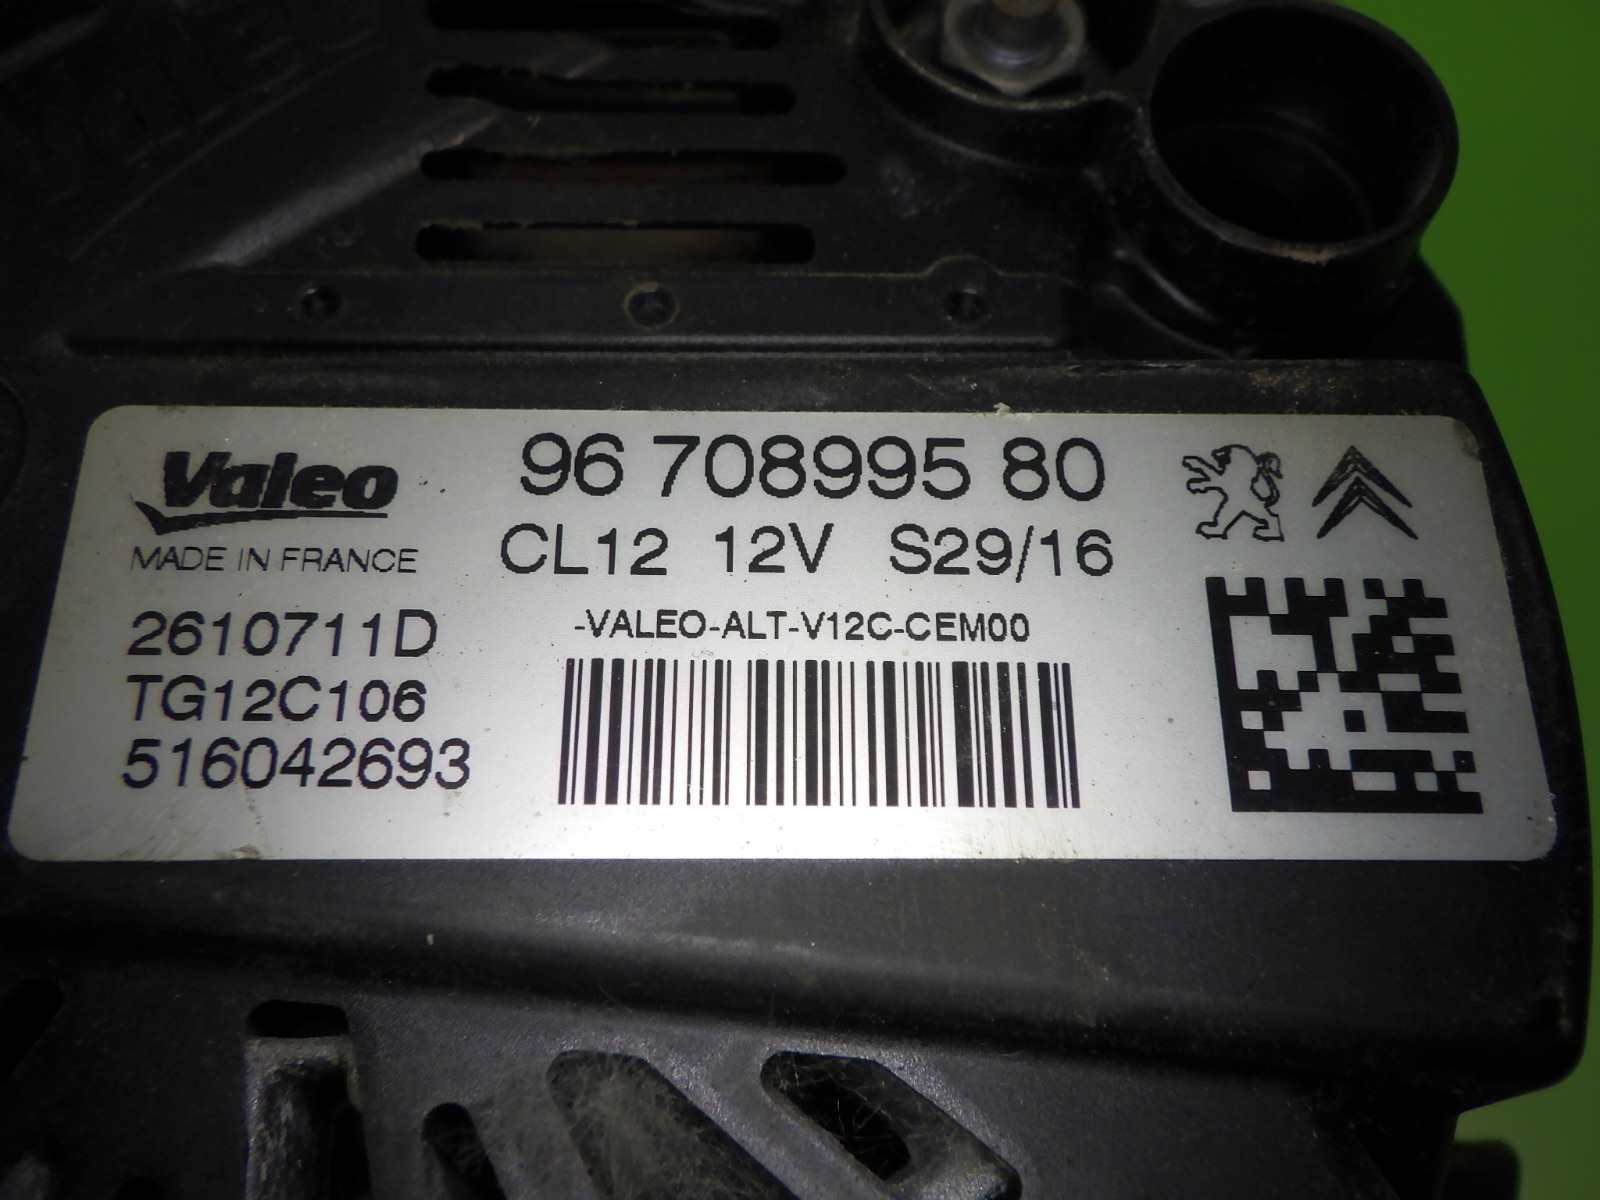 Valeo
MADE IN FRANCE
2610711D
TG12C106
516042693
96 708995 80
CL12 12V S29/16
-VALEO-ALT-V12C-CEM00